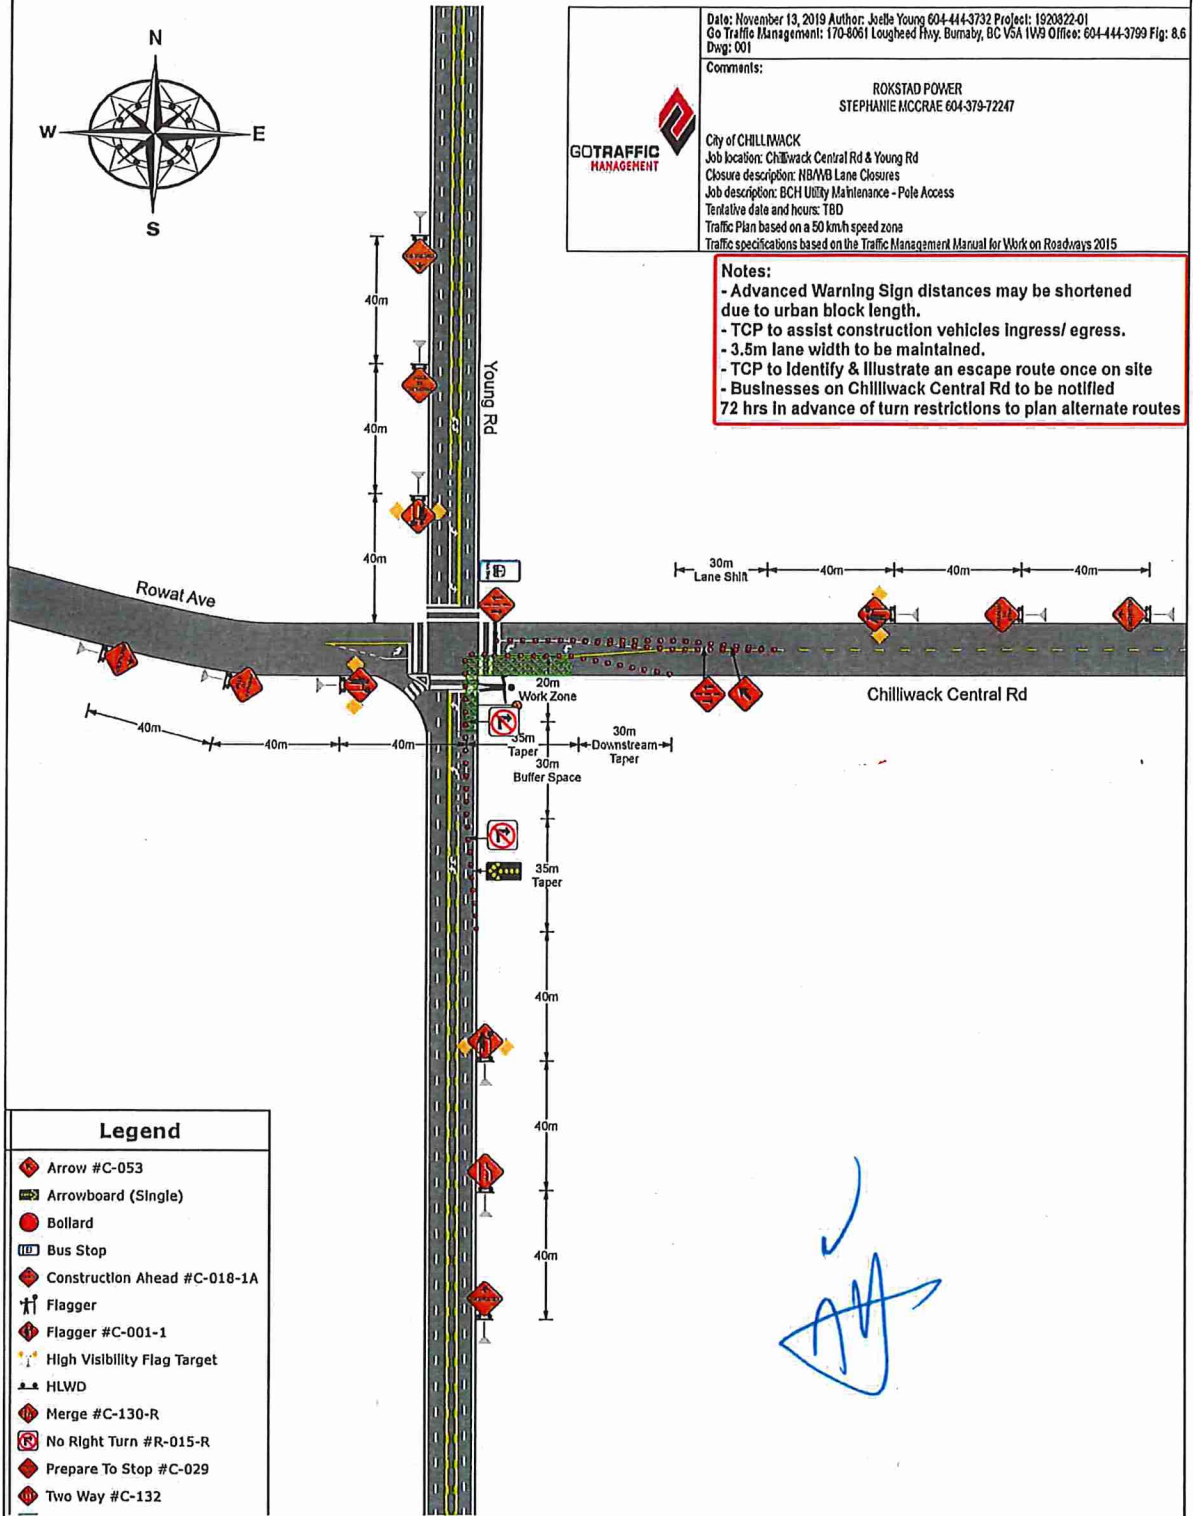 Date: November 13, 2019 Author: Joelle Young 604-444-3732 Project: 1920822-01
Go Traffic Management: 170-8061 Lougheed Hwy. Burnaby, BC V5A 1W9 Office: 604-444-3799 Fig: 8.6
Dwg: 001
Comments:
ROKSTAD POWER
STEPHANIE MCCRAE 604-379-72247
GOTRAFFIC
MANAGEMENT
City of CHILLIWACK
Job location: Chilliwack Central Rd & Young Rd
Closure description: NB/WB Lane Closures
Job description: BCH Utility Maintenance - Pole Access
Tentative date and hours: TBD
Traffic Plan based on a 50 km/h speed zone
Traffic specifications based on the Traffic Management Manual for Work on Roadways 2015
Notes:
- Advanced Warning Sign distances may be shortened
due to urban block length.
- TCP to assist construction vehicles ingress/ egress.
- 3.5m lane width to be maintained.
- TCP to Identify & Illustrate an escape route once on site
- Businesses on Chilliwack Central Rd to be notified
72 hrs in advance of turn restrictions to plan alternate routes
N
W
E
S
40m
40m
40m
Young Rd
Rowat Ave
30m
Lane Shift
40m
40m
40m
Chilliwack Central Rd
20m
Work Zone
40m
40m
40m
35m
Taper
30m
Downstream
Taper
30m
Buffer Space
35m
Taper
40m
40m
40m
Legend
Arrow #C-053
Arrowboard (Single)
Bollard
Bus Stop
Construction Ahead #C-018-1A
Flagger
Flagger #C-001-1
High Visibility Flag Target
HLWD
Merge #C-130-R
No Right Turn #R-015-R
Prepare To Stop #C-029
Two Way #C-132